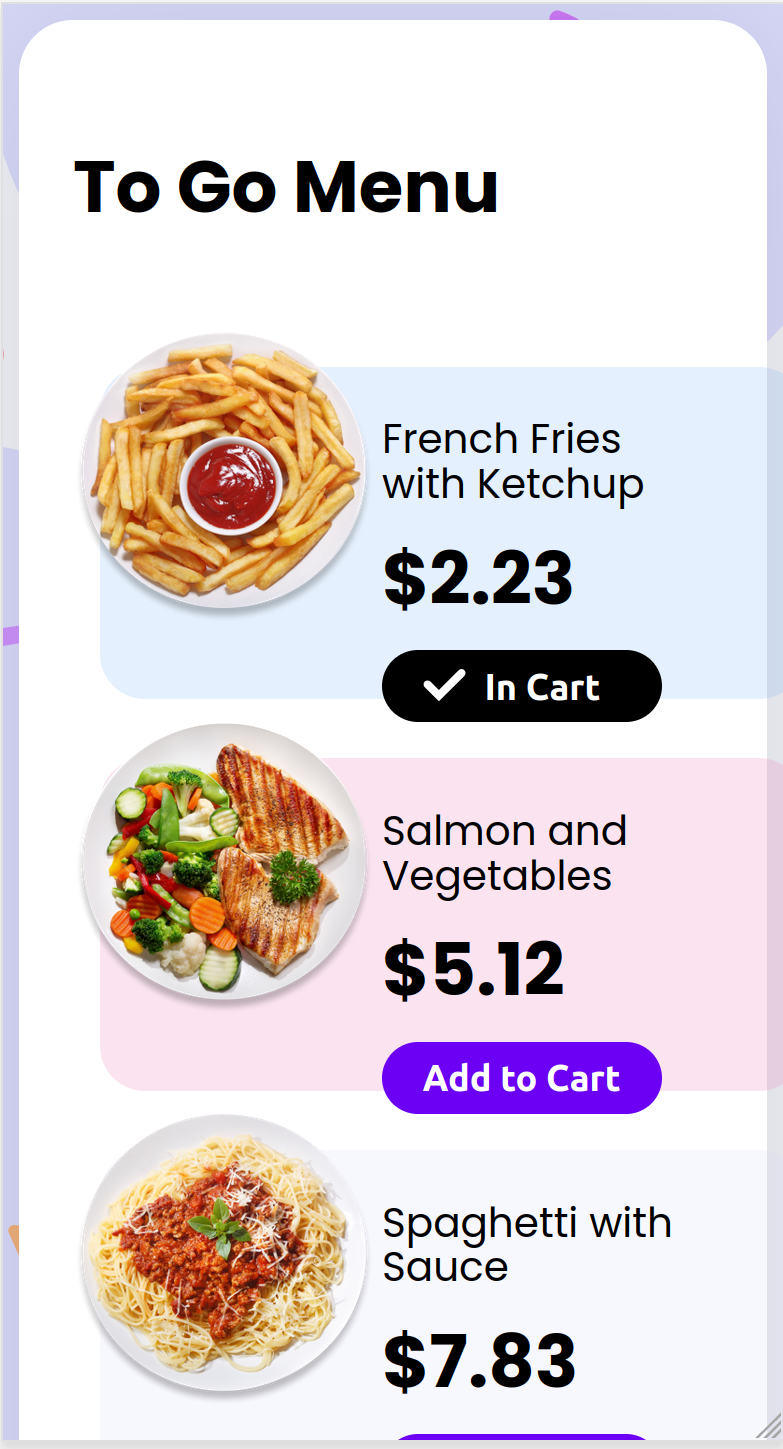 To Go Menu
French Fries
with Ketchup
$2.23
In Cart
Salmon and
Vegetables
$5.12
Add to Cart
Spaghetti with
Sauce
$7.83